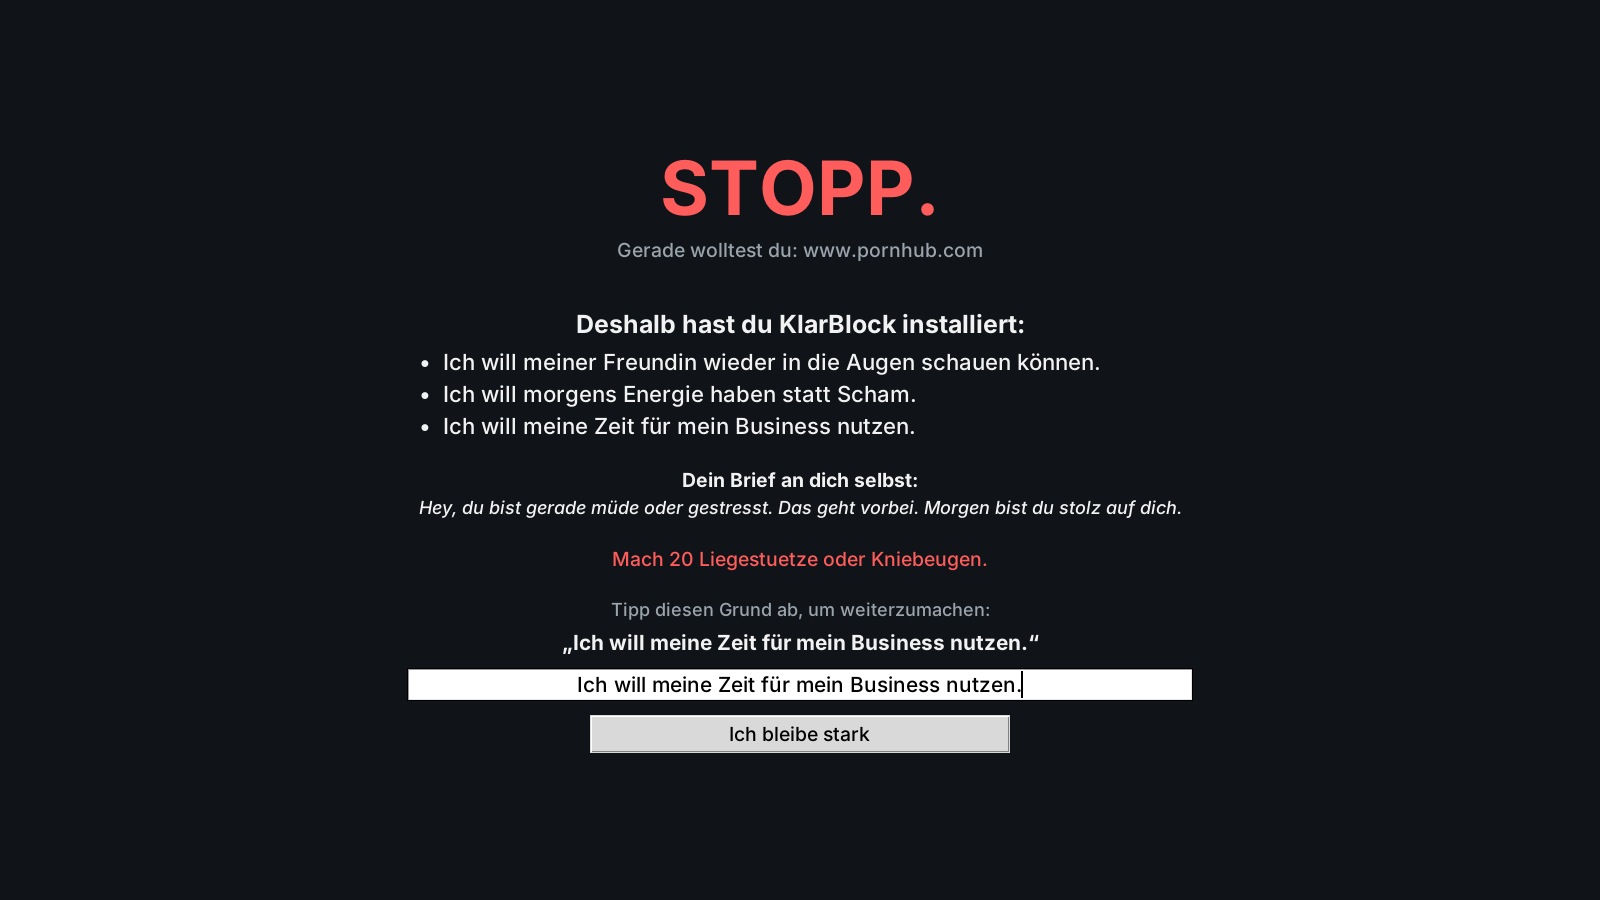 STOPP.
Gerade wolltest du: www.pornhub.com
Deshalb hast du KlarBlock installiert:
• Ich will meiner Freundin wieder in die Augen schauen können.
• Ich will morgens Energie haben statt Scham.
• Ich will meine Zeit für mein Business nutzen.
Dein Brief an dich selbst:
Hey, du bist gerade müde oder gestresst. Das geht vorbei. Morgen bist du stolz auf dich.
Mach 20 Liegestuetze oder Kniebeugen.
Tipp diesen Grund ab, um weiterzumachen:
„Ich will meine Zeit für mein Business nutzen.“
Ich will meine Zeit für mein Business nutzen.
Ich bleibe stark